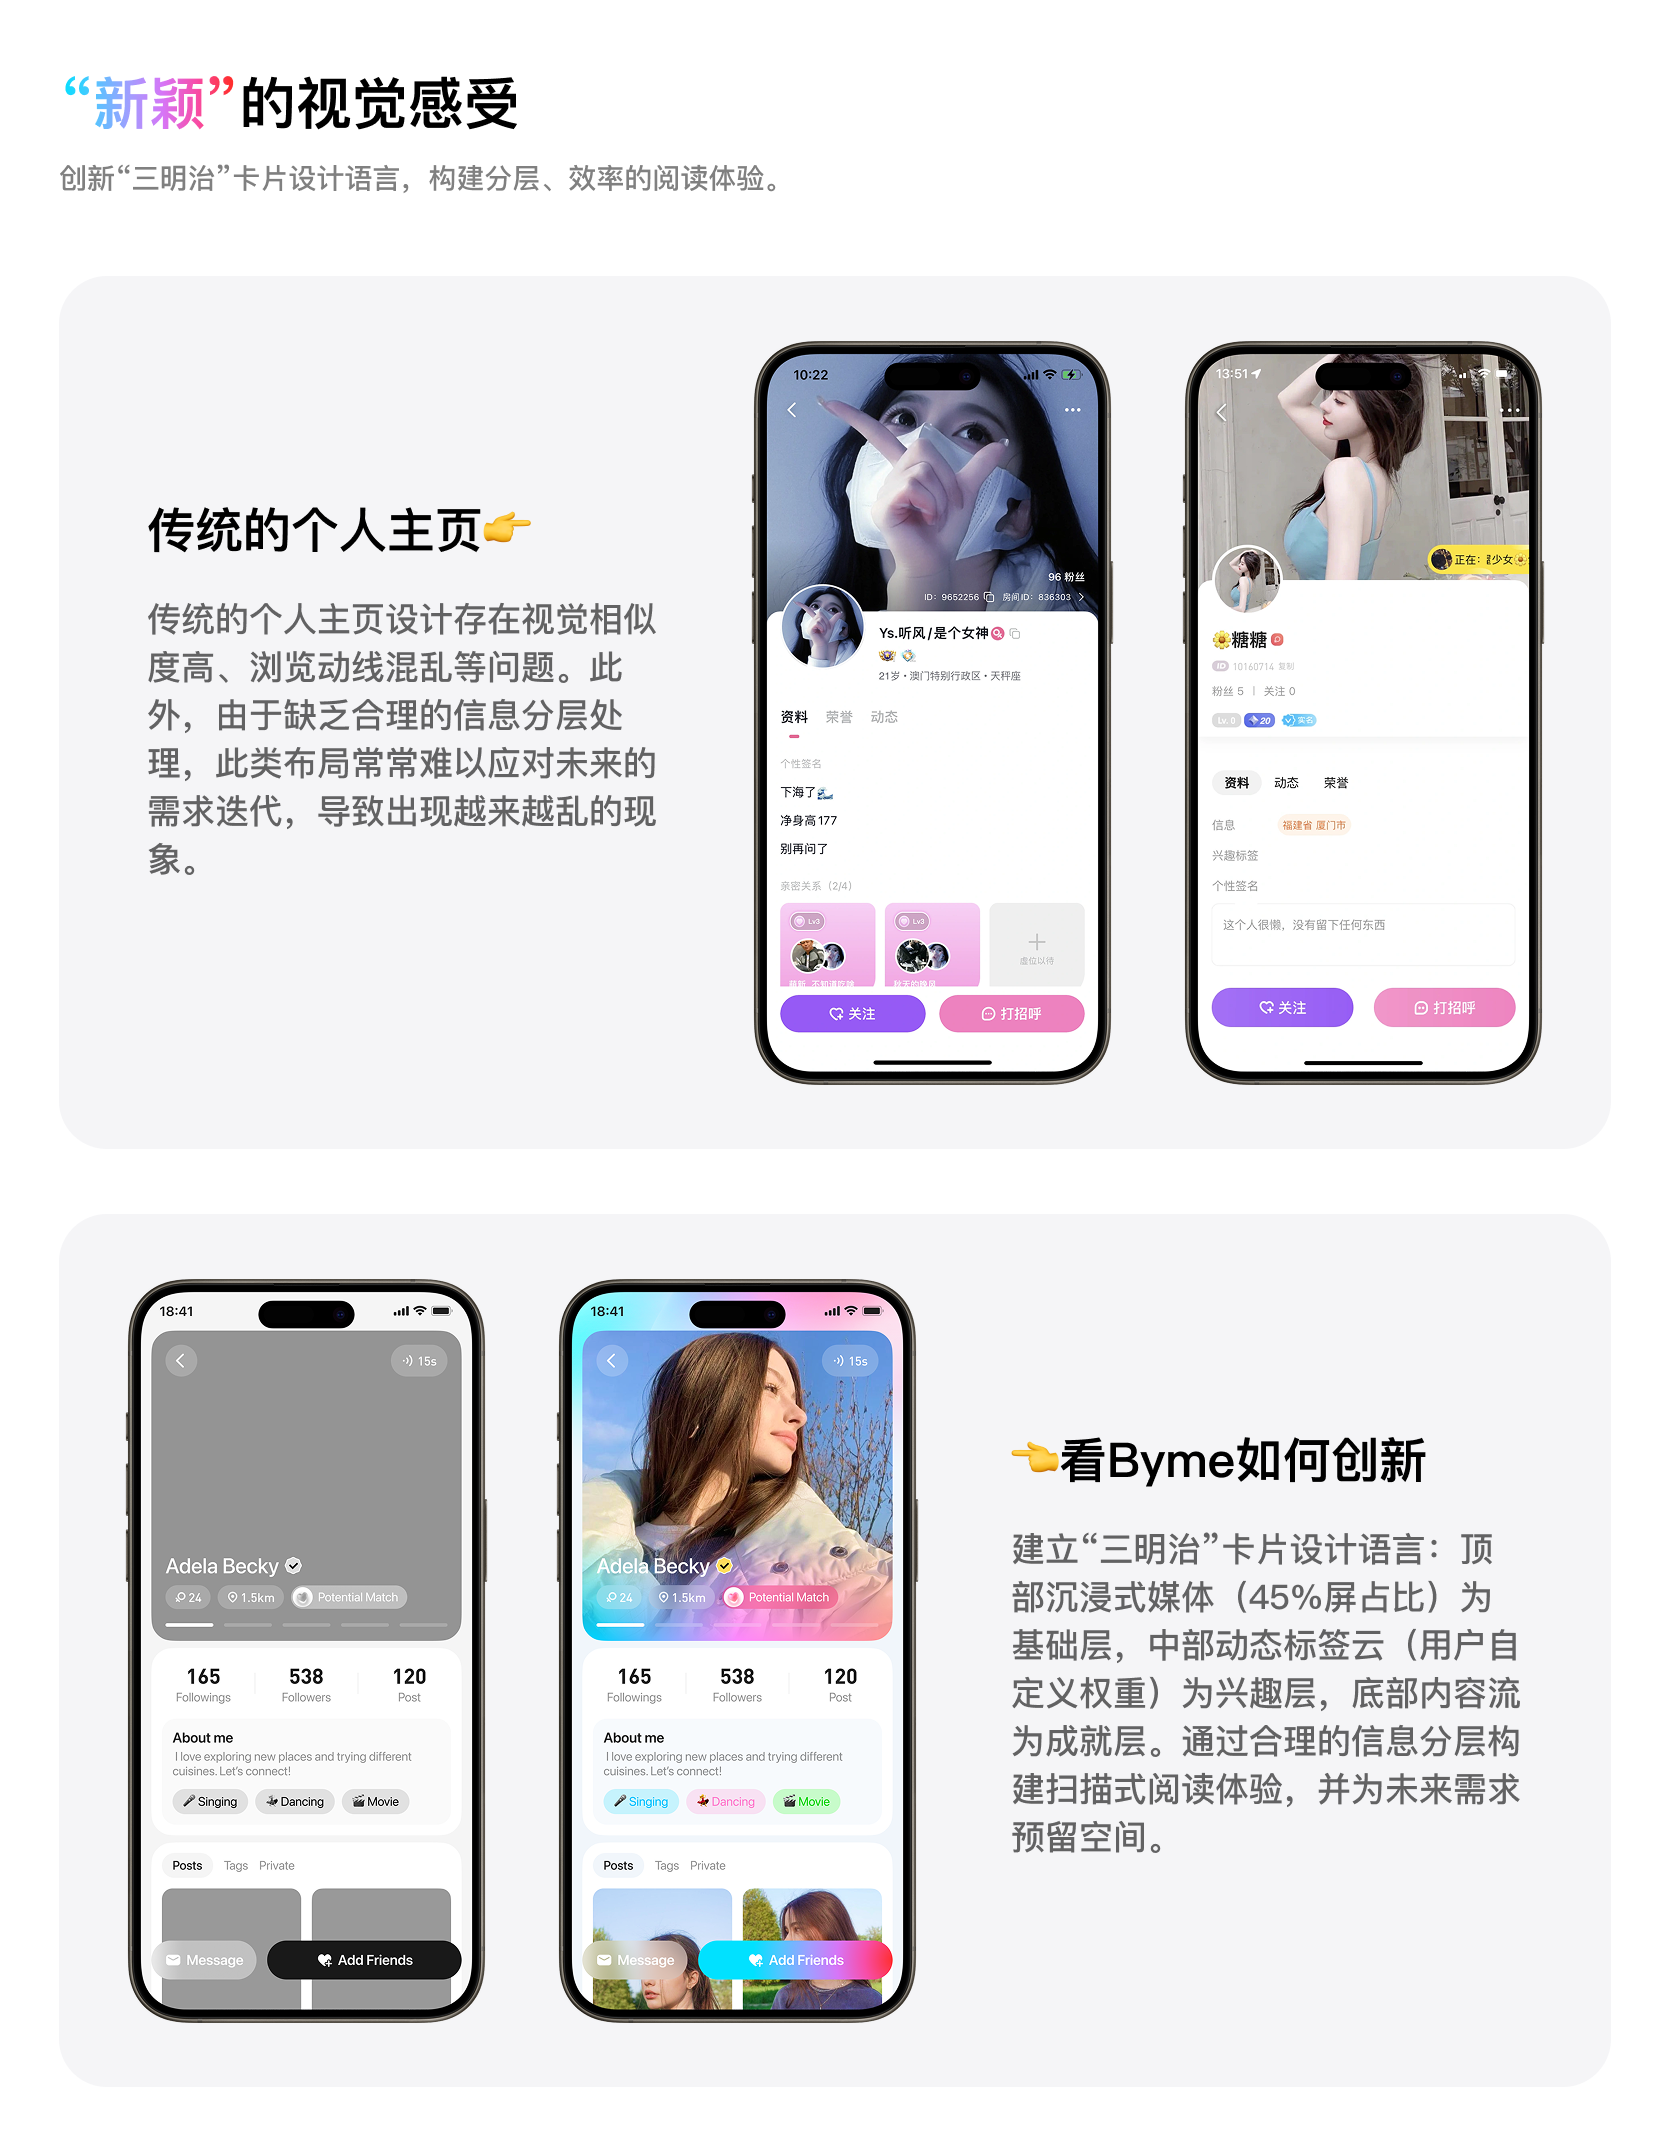 “新颖”的视觉感受
创新“三明治”卡片设计语言，构建分层、效率的阅读体验。
传统的个人主页👉
传统的个人主页设计存在视觉相似
度高、浏览动线混乱等问题。此
外，由于缺乏合理的信息分层处
理，此类布局常常难以应对未来的
需求迭代，导致出现越来越乱的现
象。
10:22
96 粉丝
ID：9652256 房间ID：836303
Ys.听风/是个女神
21岁・澳门特别行政区・天秤座
资料 荣誉 动态
个性签名
下海了🌊
净身高177
别再问了
亲密关系（2/4）
Lv3 Lv3
虚位以待
关注 打招呼
13:51
正在：
少女🌼
🌼糖糖
ID 10160714 复制
粉丝 5 | 关注 0
Lv. 0 20 实名
资料 动态 荣誉
信息 福建省 厦门市
兴趣标签
个性签名
这个人很懒，没有留下任何东西
关注 打招呼
18:41
15s
Adela Becky
24 1.5km Potential Match
165 538 120
Followings Followers Post
About me
I love exploring new places and trying different
cuisines. Let's connect!
🎤Singing 💃Dancing 🎬Movie
Posts Tags Private
Message Add Friends
18:41
15s
Adela Becky
24 1.5km Potential Match
165 538 120
Followings Followers Post
About me
I love exploring new places and trying different
cuisines. Let's connect!
🎤Singing 💃Dancing 🎬Movie
Posts Tags Private
Message Add Friends
👈看Byme如何创新
建立“三明治”卡片设计语言：顶
部沉浸式媒体（45%屏占比）为
基础层，中部动态标签云（用户自
定义权重）为兴趣层，底部内容流
为成就层。通过合理的信息分层构
建扫描式阅读体验，并为未来需求
预留空间。